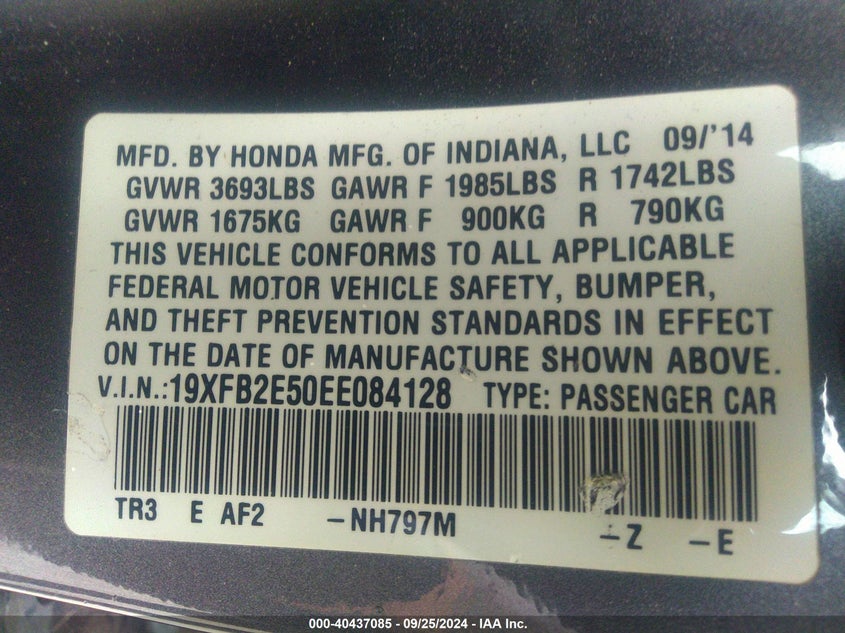 MFD. BY HONDA MFG. OF INDIANA, LLC 09/'14
GVWR 3693LBS GAWR F 1985LBS R 1742LBS
GVWR 1675KG GAWR F 900KG R 790KG
THIS VEHICLE CONFORMS TO ALL APPLICABLE
FEDERAL MOTOR VEHICLE SAFETY, BUMPER,
AND THEFT PREVENTION STANDARDS IN EFFECT
ON THE DATE OF MANUFACTURE SHOWN ABOVE.
V.I.N.:19XFB2E50EE084128 TYPE: PASSENGER CAR
TR3 E AF2 -NH797M -Z -E
000-40437085 - 09/25/2024 - IAA Inc.